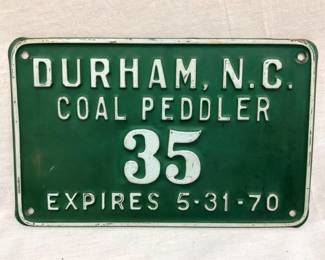 DURHAM, N.C.
COAL PEDDLER
35
EXPIRES 5-31-70